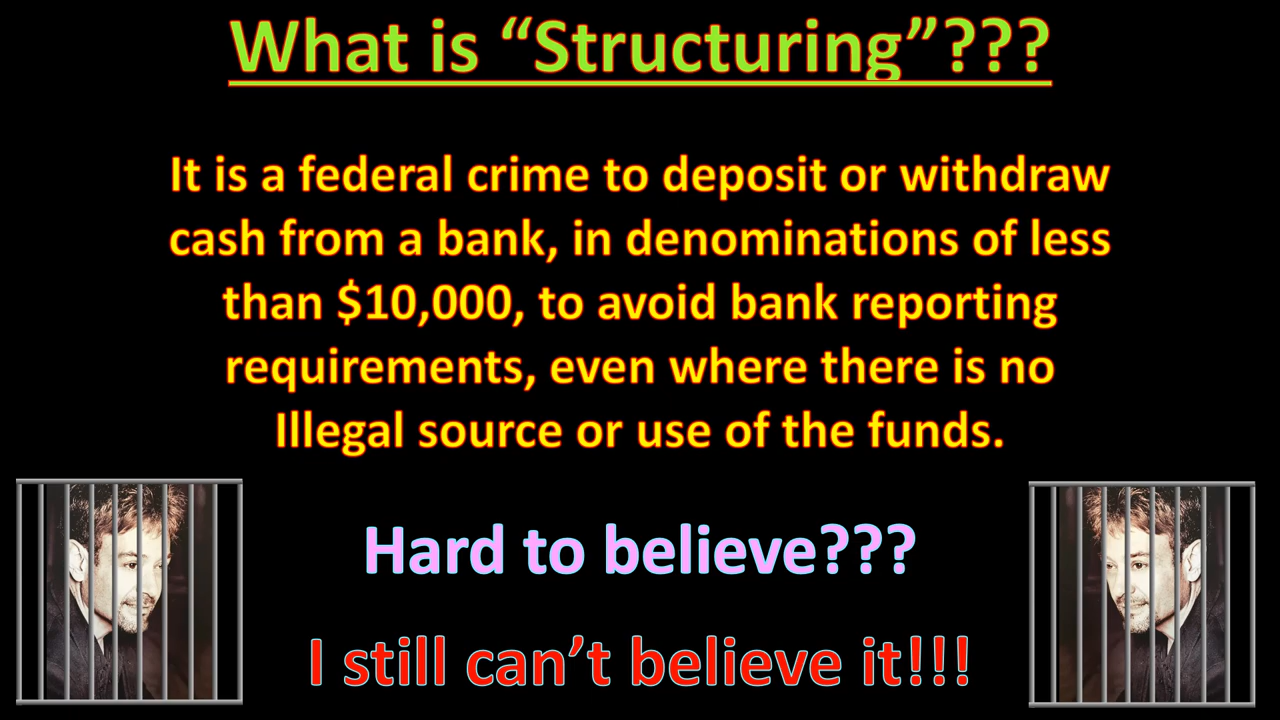 What is “Structuring”???
It is a federal crime to deposit or withdraw
cash from a bank, in denominations of less
than $10,000, to avoid bank reporting
requirements, even where there is no
Illegal source or use of the funds.
Hard to believe???
I still can’t believe it!!!